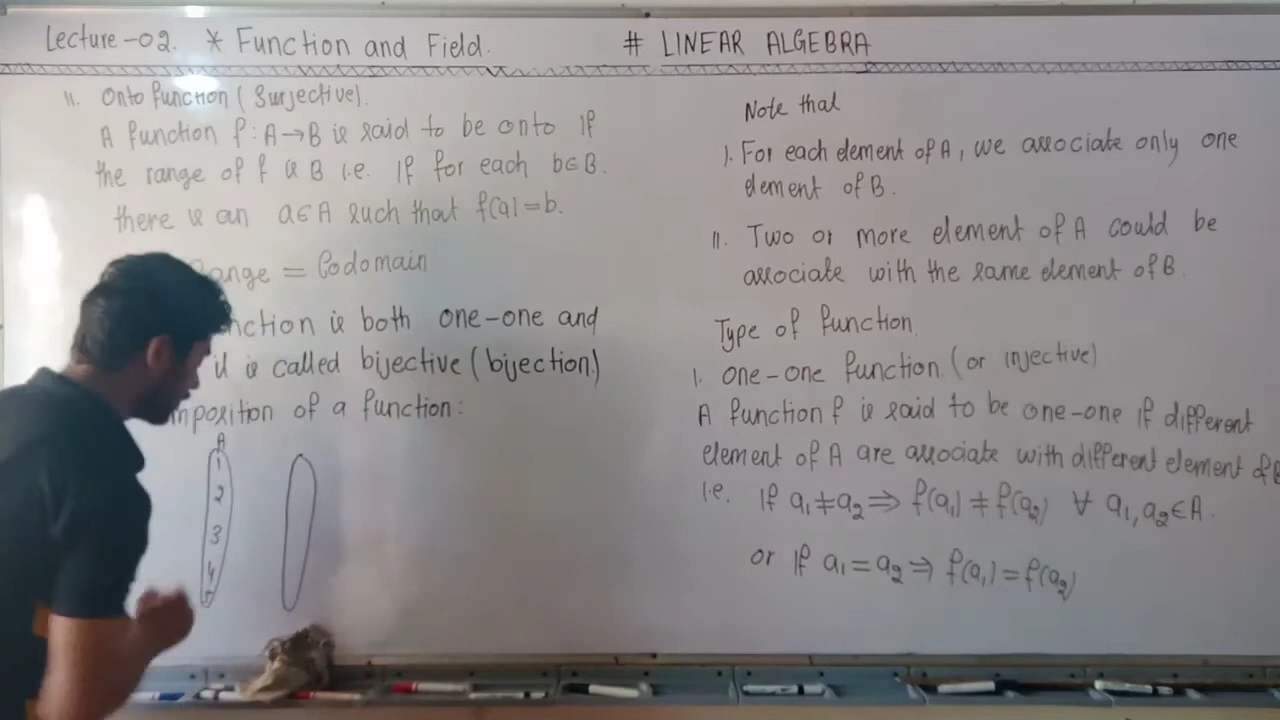 Lecture-02. * Function and Field. # LINEAR ALGEBRA
II. Onto function (Surjective).
A function f: A→B is said to be onto if
the range of f is B i.e. if for each b∈B.
there is an a∈A such that f(a)=b.
Range = Codomain
is both one-one and
is called bijective (bijection)
of a function:
A
1
2
3
4
Note that
I. For each element of A, we associate only one
element of B.
II. Two or more element of A could be
associate with the same element of B.
Type of function.
I. One-one function (or injective)
A function f is said to be one-one if different
element of A are associate with different element of B
i.e. if a₁≠a₂ ⇒ f(a₁) ≠ f(a₂) ∀ a₁,a₂∈A.
or if a₁=a₂ ⇒ f(a₁)=f(a₂)